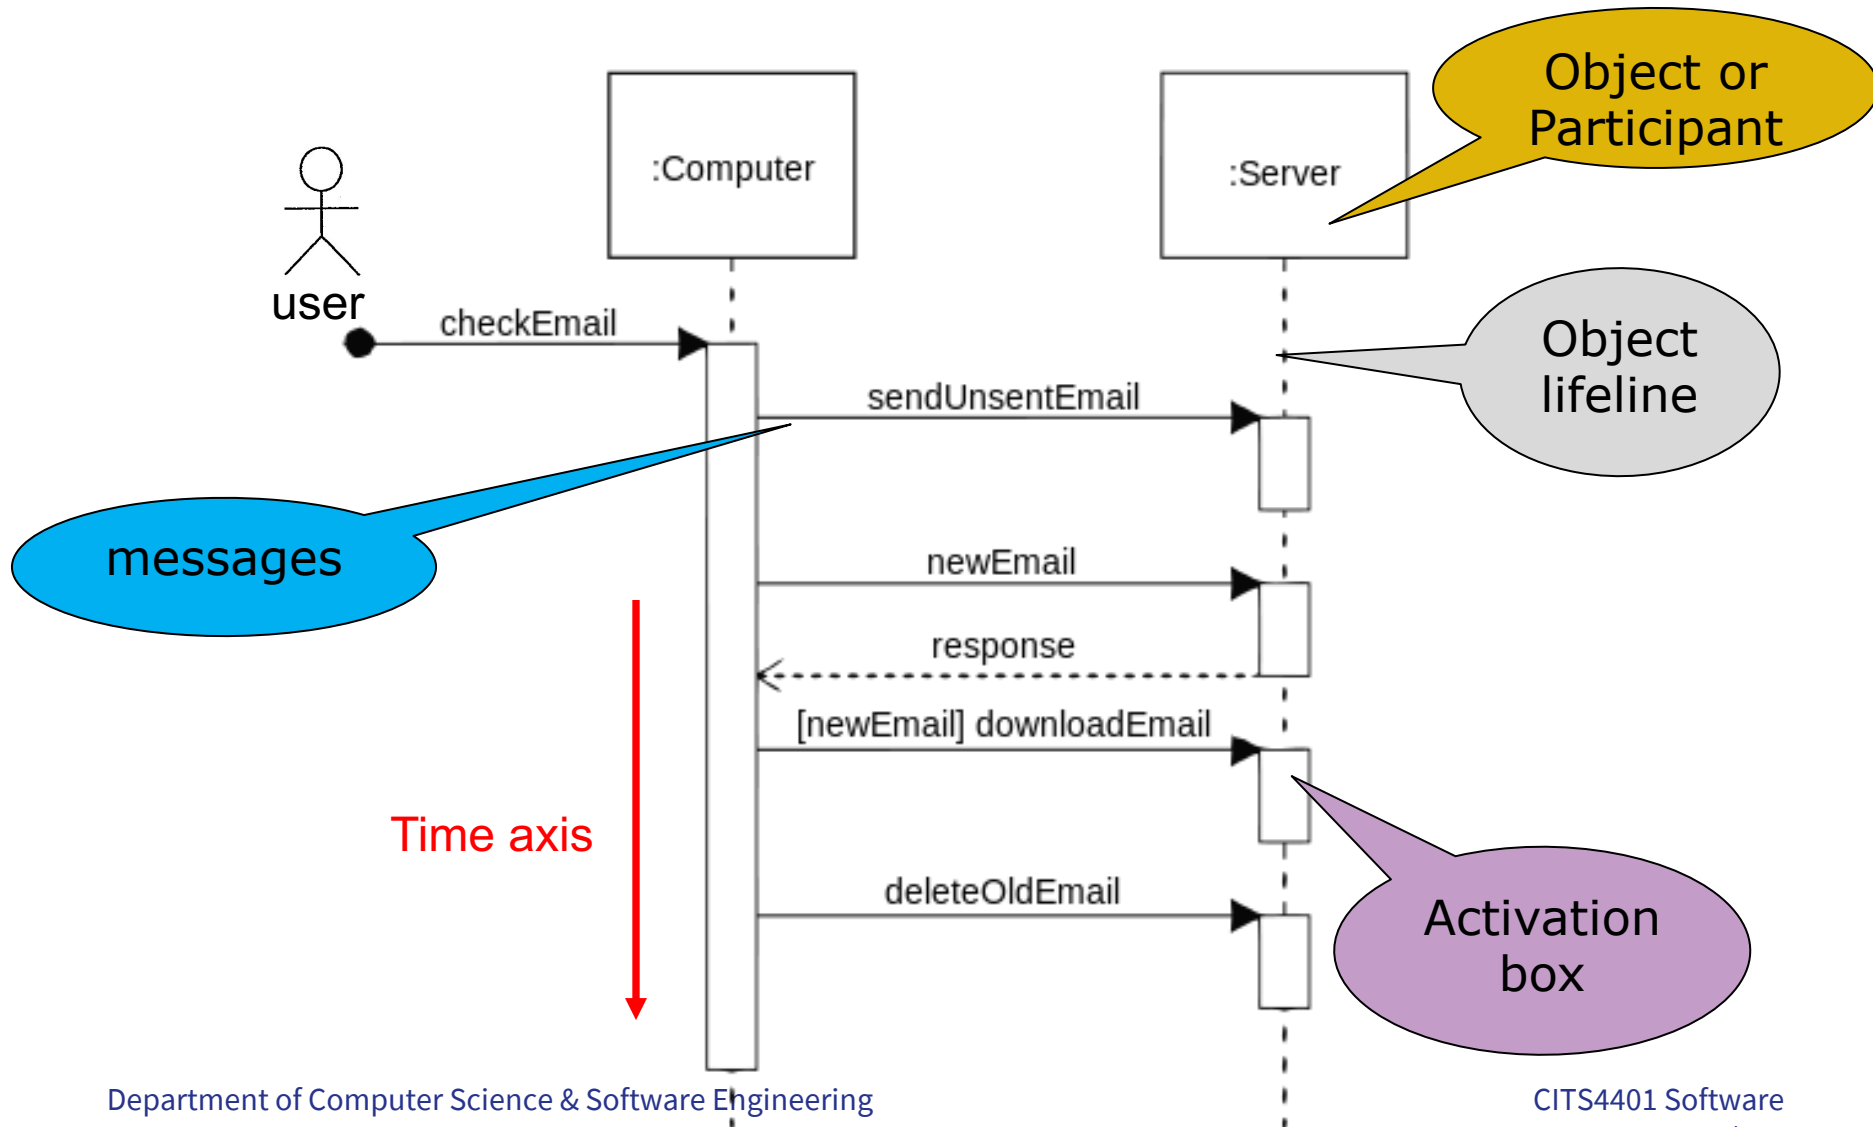 Object or
Participant
:Computer
:Server
user
checkEmail
Object
lifeline
sendUnsentEmail
messages
newEmail
response
[newEmail] downloadEmail
Time axis
deleteOldEmail
Activation
box
Department of Computer Science & Software Engineering
CITS4401 Software